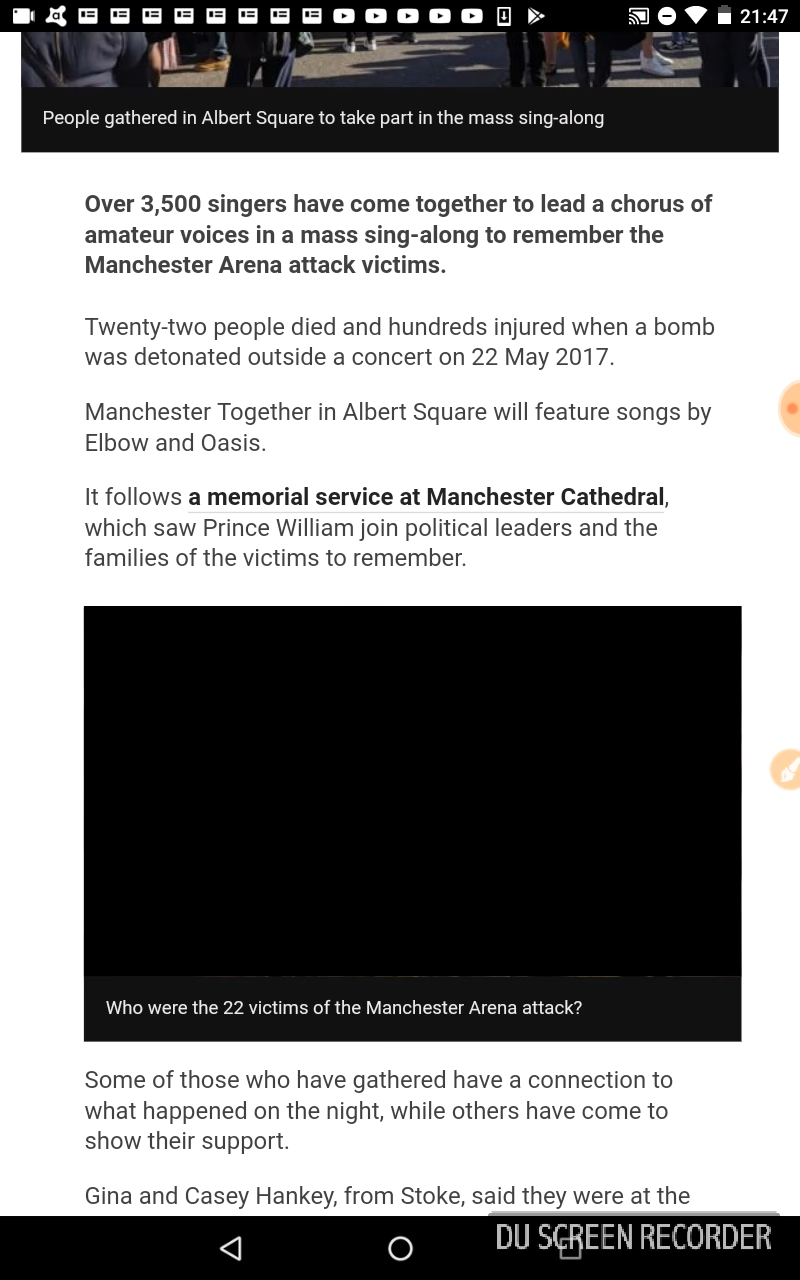 21:47
People gathered in Albert Square to take part in the mass sing-along
Over 3,500 singers have come together to lead a chorus of
amateur voices in a mass sing-along to remember the
Manchester Arena attack victims.
Twenty-two people died and hundreds injured when a bomb
was detonated outside a concert on 22 May 2017.
Manchester Together in Albert Square will feature songs by
Elbow and Oasis.
It follows a memorial service at Manchester Cathedral,
which saw Prince William join political leaders and the
families of the victims to remember.
Who were the 22 victims of the Manchester Arena attack?
Some of those who have gathered have a connection to
what happened on the night, while others have come to
show their support.
Gina and Casey Hankey, from Stoke, said they were at the
DU SCREEN RECORDER